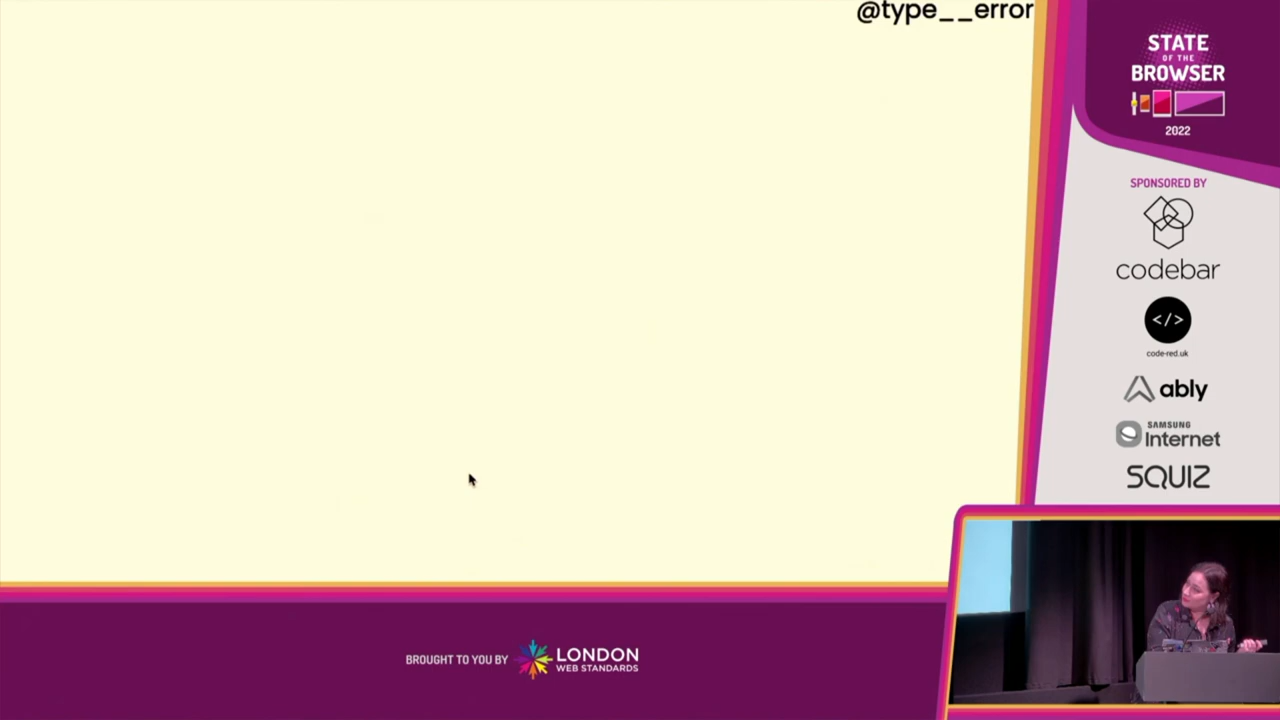 @type__error
STATE
OF THE
BROWSER
2022
SPONSORED BY
codebar
</>
code-red.uk
ably
SAMSUNG
Internet
SQUIZ
BROUGHT TO YOU BY
LONDON
WEB STANDARDS